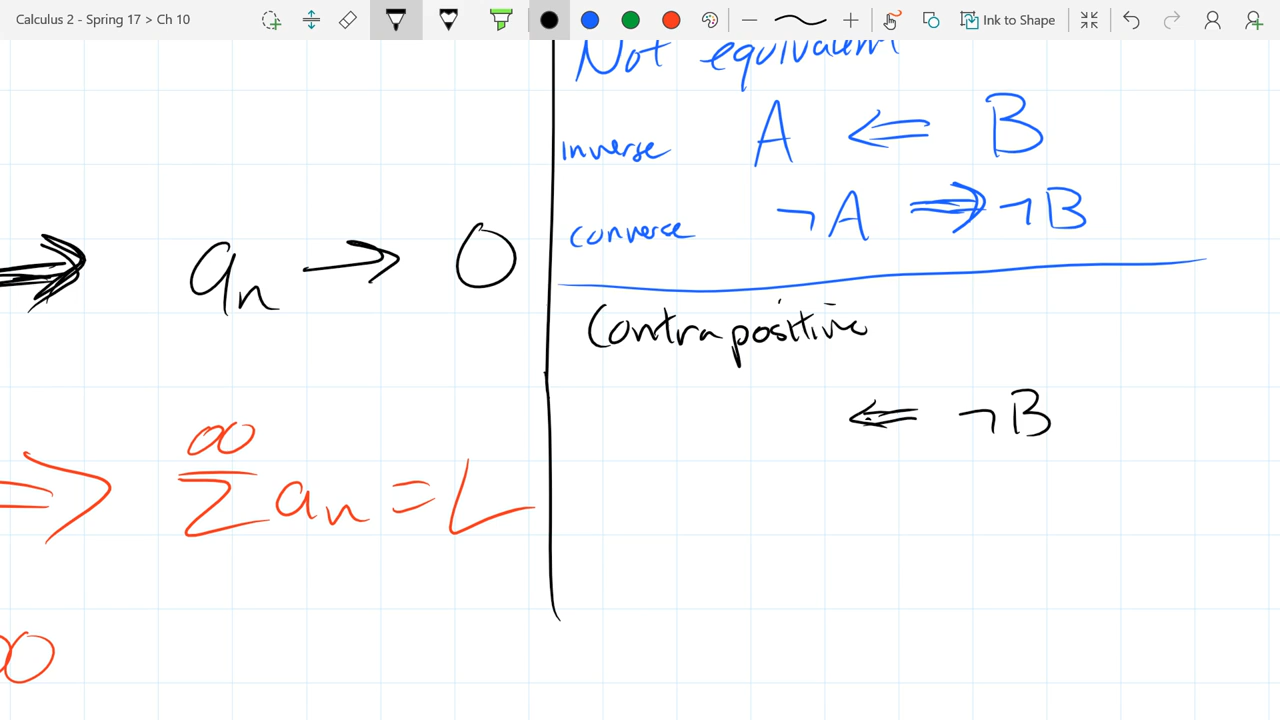 Calculus 2 - Spring 17 > Ch 10
Ink to Shape
Not equivalent
inverse A ⇐ B
converse ¬A ⇒ ¬B
⇒ aₙ → 0
Contrapositive
⇐ ¬B
⇒ ∞ Σ aₙ = L